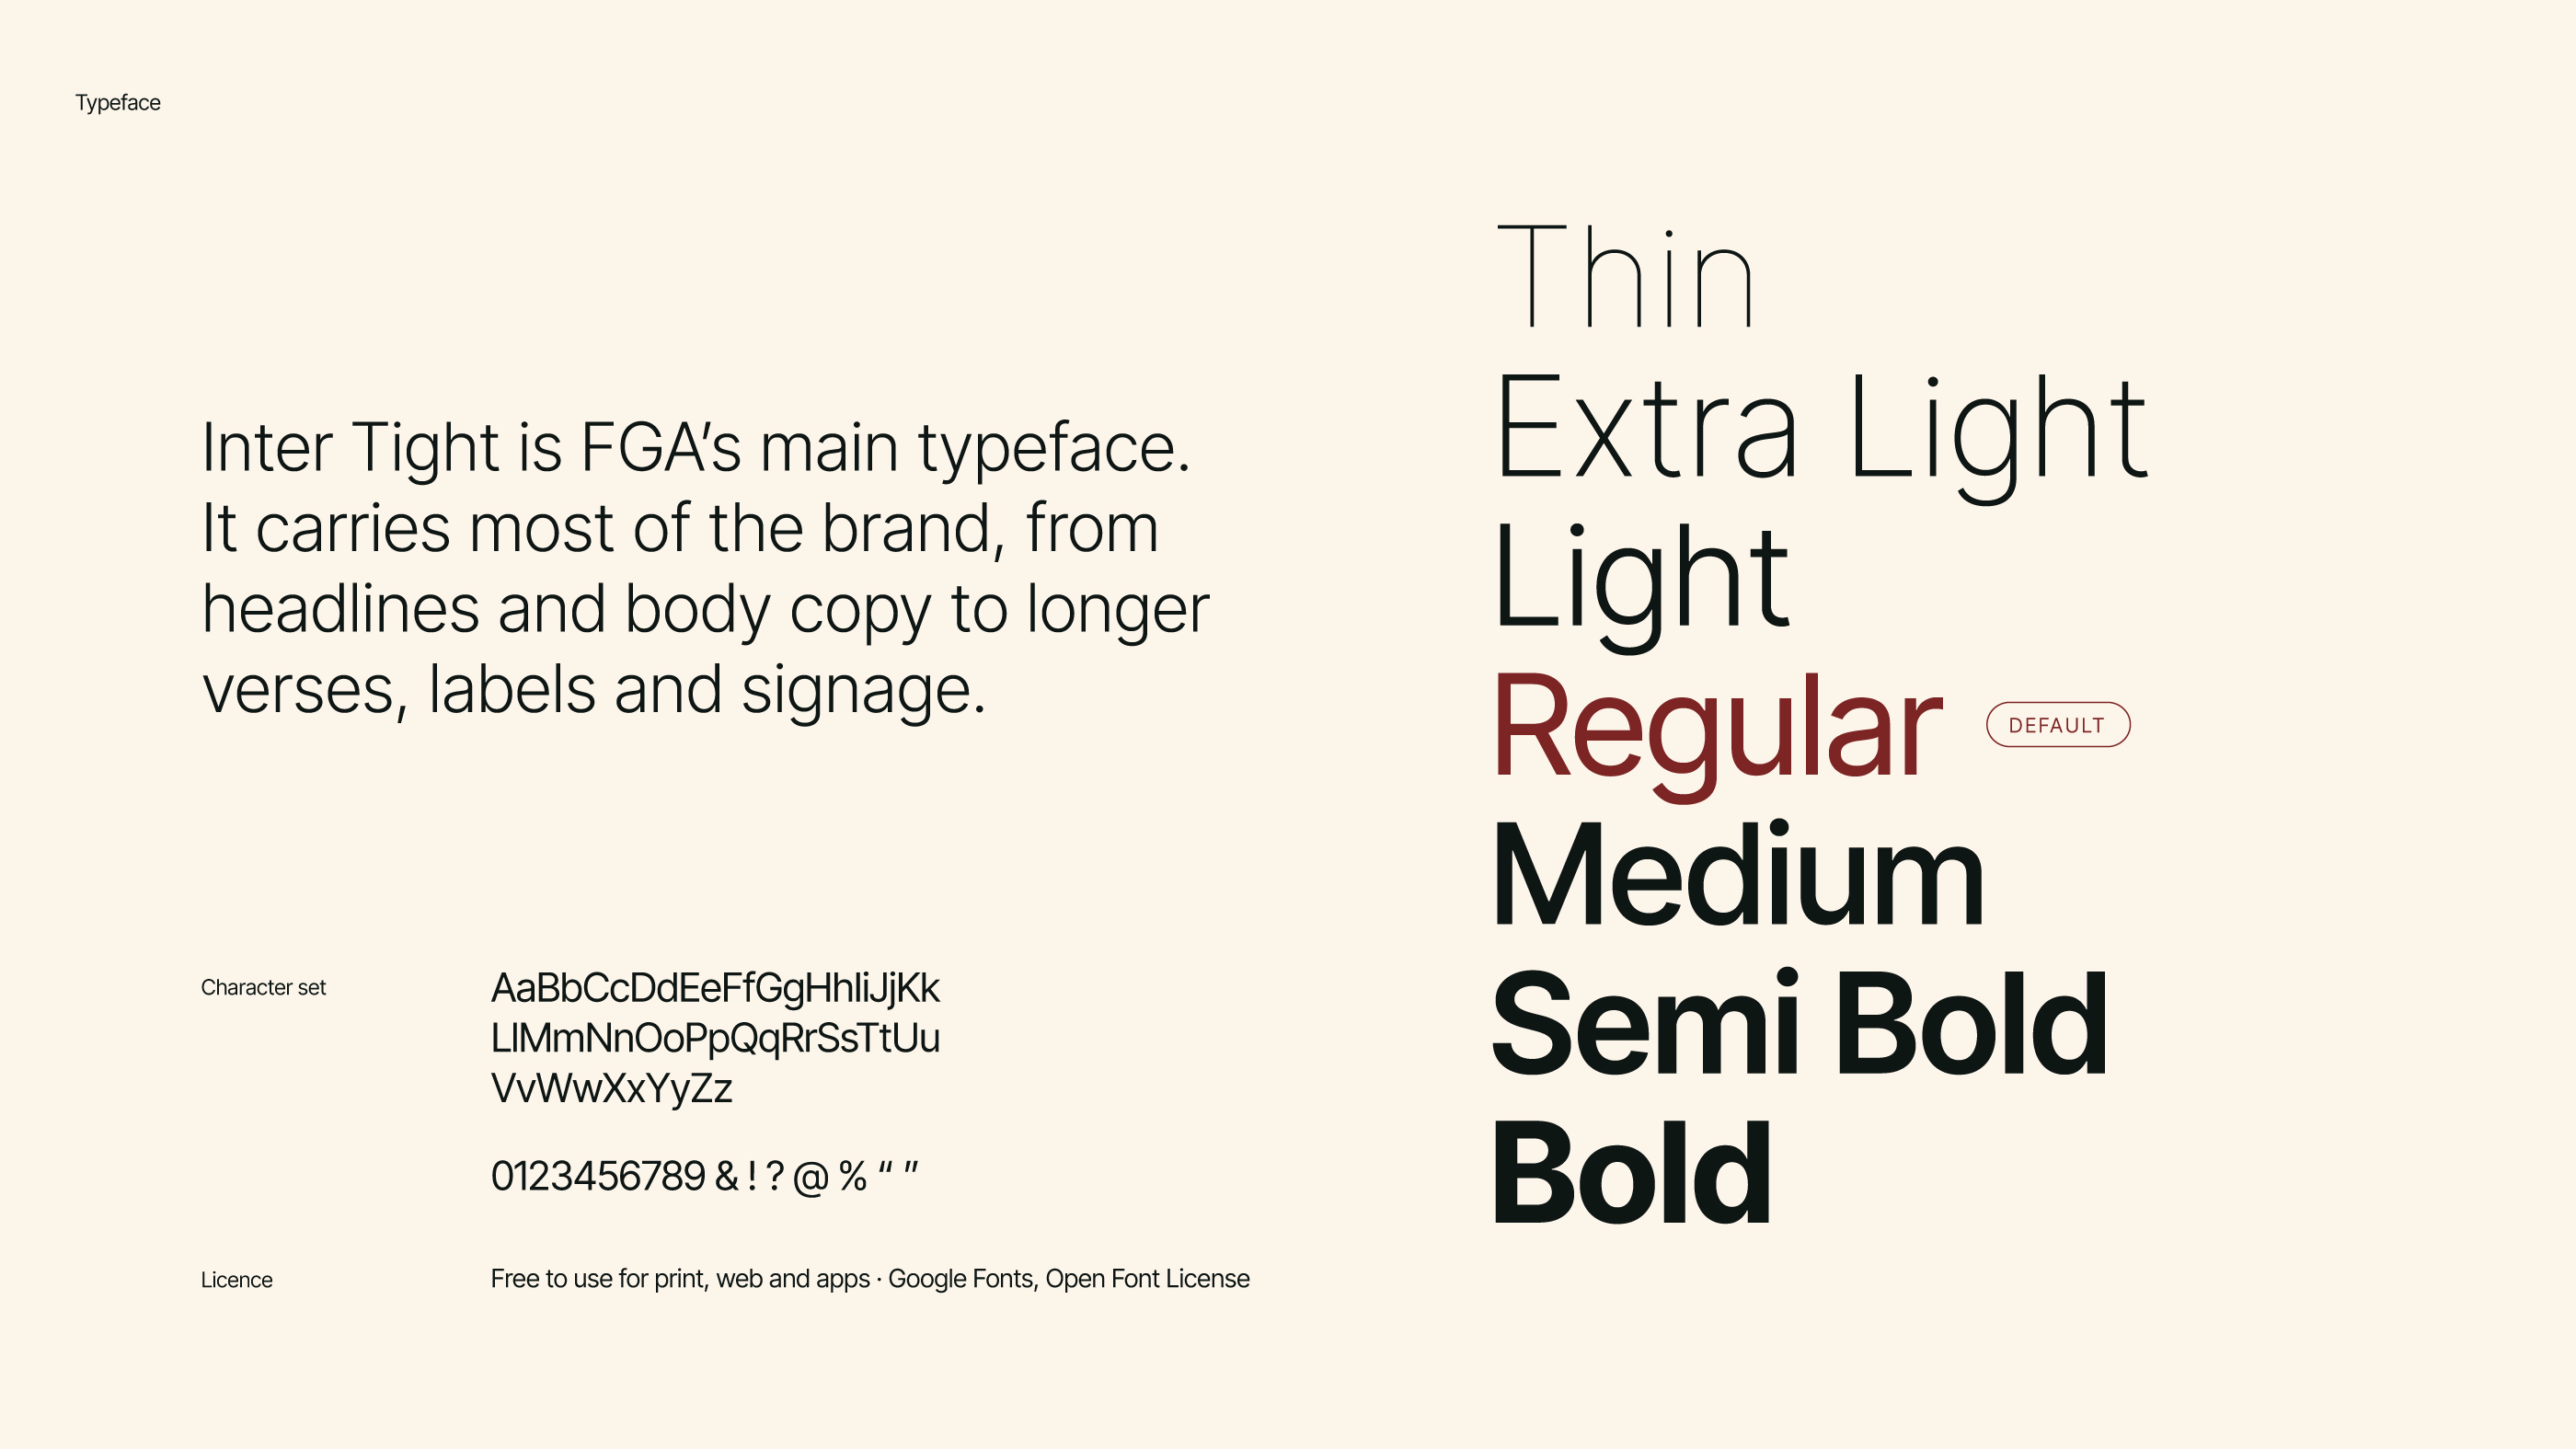 Typeface
Inter Tight is FGA’s main typeface.
It carries most of the brand, from
headlines and body copy to longer
verses, labels and signage.
Character set
AaBbCcDdEeFfGgHhIiJjKk
LlMmNnOoPpQqRrSsTtUu
VvWwXxYyZz
0123456789 & ! ? @ % “ ”
Licence
Free to use for print, web and apps · Google Fonts, Open Font License
Thin
Extra Light
Light
Regular
DEFAULT
Medium
Semi Bold
Bold